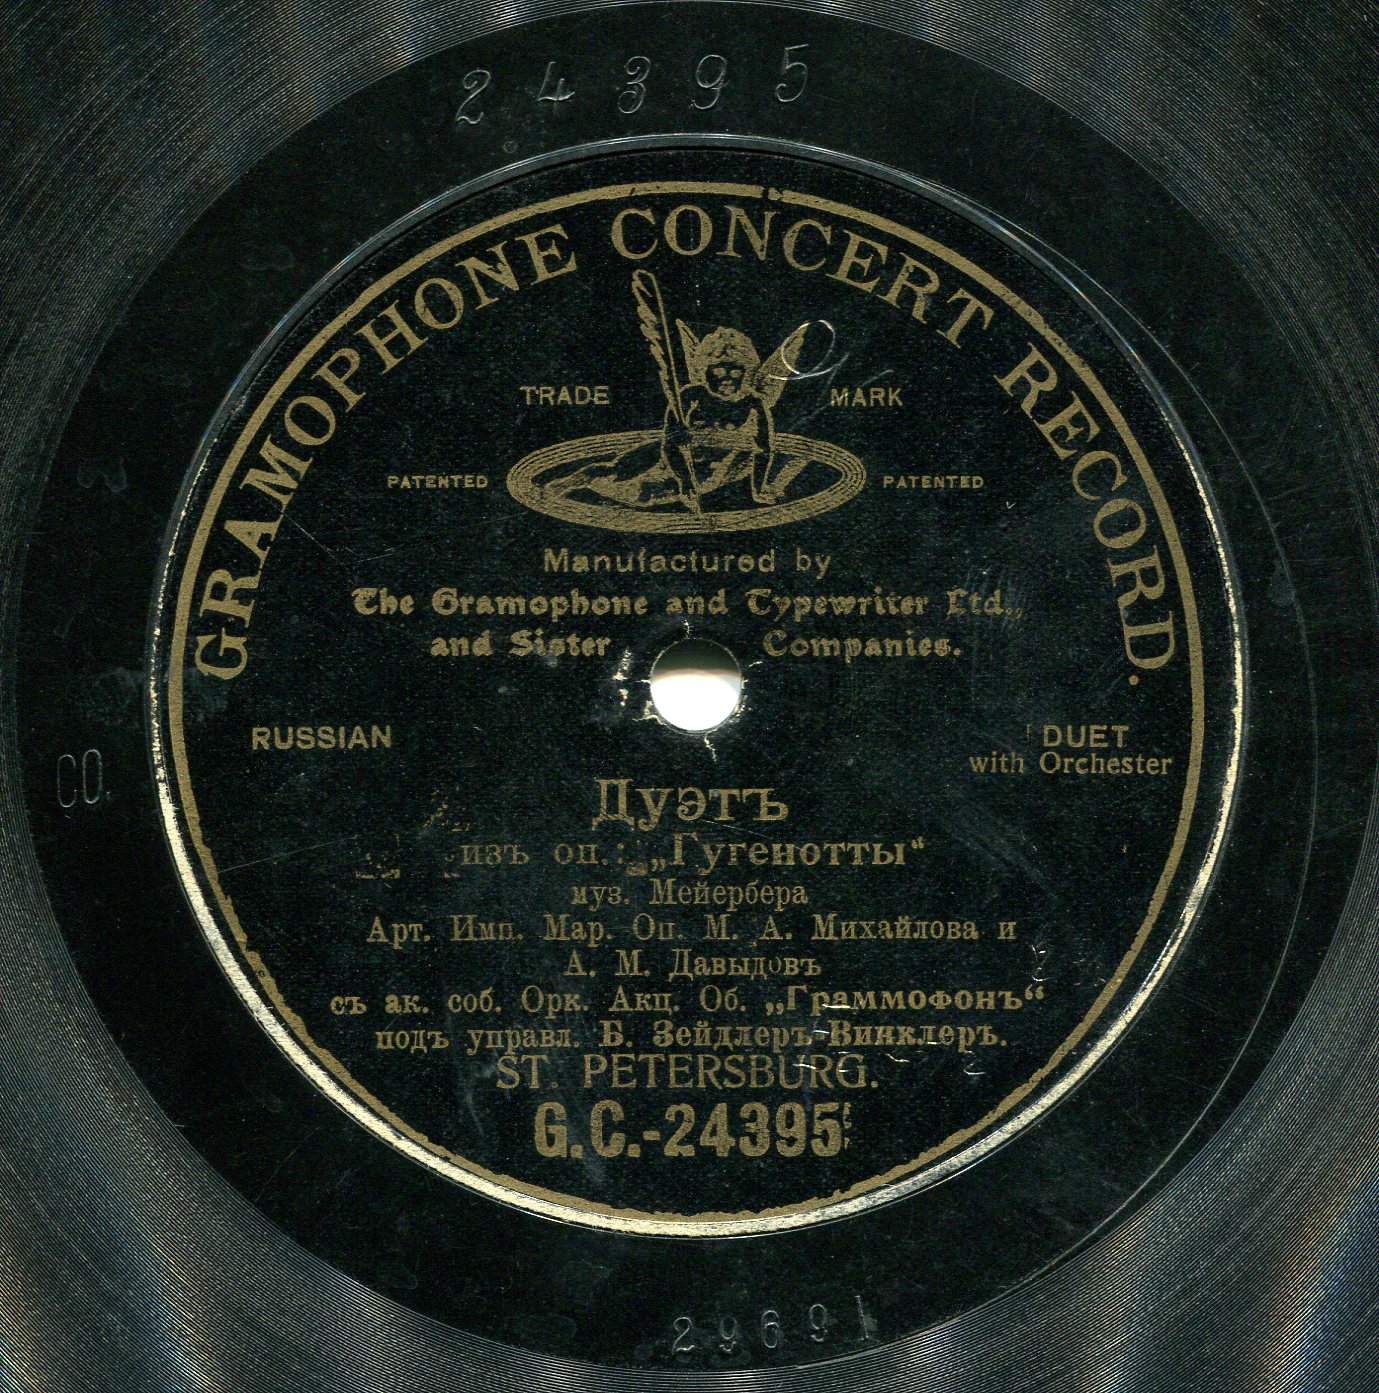 24395
GRAMOPHONE CONCERT RECORD.
TRADE MARK
PATENTED PATENTED
Manufactured by
The Gramophone and Typewriter Ltd.,
and Sister Companies.
RUSSIAN
DUET
with Orchester
CO
Дуэтъ
изъ оп.: „Гугенотты“
муз. Мейербера
Арт. Имп. Мар. Оп. М. А. Михайлова и
А. М. Давыдовъ
съ ак. соб. Орк. Акц. Об. „Граммофонъ“
подъ управл. Б. Зейдлеръ-Винклеръ.
ST. PETERSBURG.
G.C.-24395
29691